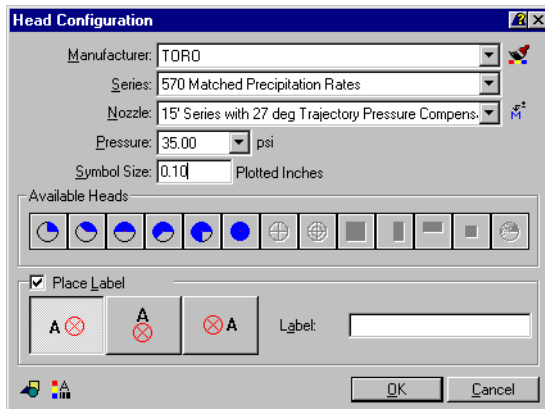 Head Configuration
Manufacturer: TORO
Series: 570 Matched Precipitation Rates
Nozzle: 15' Series with 27 deg Trajectory Pressure Compens.
Pressure: 35.00 psi
Symbol Size: 0.10 Plotted Inches
Available Heads
Place Label
A A A Label:
OK Cancel